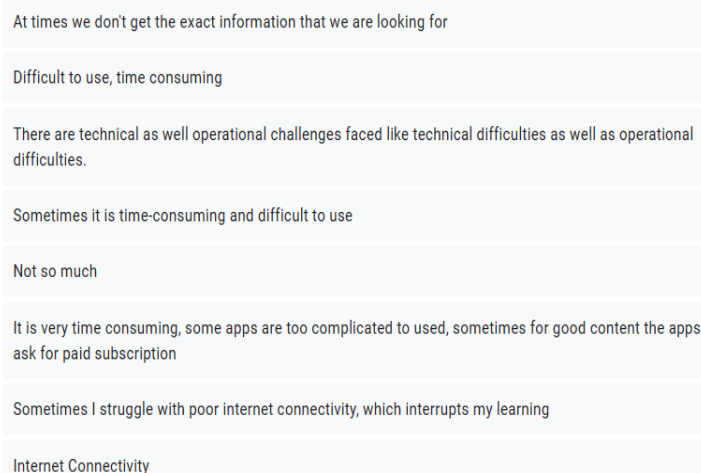 At times we don't get the exact information that we are looking for
Difficult to use, time consuming
There are technical as well operational challenges faced like technical difficulties as well as operational
difficulties.
Sometimes it is time-consuming and difficult to use
Not so much
It is very time consuming, some apps are too complicated to used, sometimes for good content the apps
ask for paid subscription
Sometimes I struggle with poor internet connectivity, which interrupts my learning
Internet Connectivity